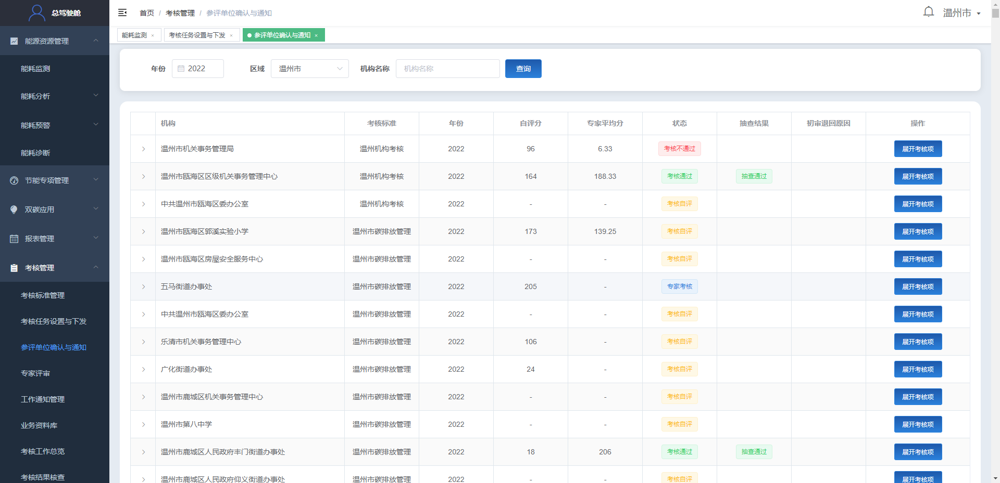 总驾驶舱
首页 / 考核管理 / 参评单位确认与通知
温州市
能耗监测 ×
考核任务设置与下发 ×
参评单位确认与通知 ×
能源资源管理
能耗监测
能耗分析
能耗预警
能耗诊断
节能专项管理
双碳应用
报表管理
考核管理
考核标准管理
考核任务设置与下发
参评单位确认与通知
专家评审
工作通知管理
业务资料库
考核工作总览
考核结果核查
年份 2022 区域 温州市 机构名称 机构名称 查询
机构 考核标准 年份 自评分 专家平均分 状态 抽查结果 初审退回原因 操作
温州市机关事务管理局 温州机构考核 2022 96 6.33 考核不通过 展开考核项
温州市瓯海区区级机关事务管理中心 温州机构考核 2022 164 188.33 考核通过 抽查通过 展开考核项
中共温州市瓯海区委办公室 温州机构考核 2022 - - 考核自评 展开考核项
温州市瓯海区郭溪实验小学 温州市碳排放管理 2022 173 139.25 考核自评 展开考核项
温州市瓯海区房屋安全服务中心 温州市碳排放管理 2022 - - 考核自评 展开考核项
五马街道办事处 温州市碳排放管理 2022 205 - 专家考核 展开考核项
中共温州市瓯海区委办公室 温州市碳排放管理 2022 - - 考核自评 展开考核项
乐清市机关事务管理中心 温州市碳排放管理 2022 106 - 考核自评 展开考核项
广化街道办事处 温州市碳排放管理 2022 24 - 考核自评 展开考核项
温州市鹿城区机关事务管理中心 温州市碳排放管理 2022 - - 考核自评 展开考核项
温州市第八中学 温州市碳排放管理 2022 - - 考核自评 展开考核项
温州市鹿城区人民政府丰门街道办事处 温州市碳排放管理 2022 18 206 考核通过 抽查通过 展开考核项
温州市鹿城区人民政府仰义街道办事处 温州市碳排放管理 2022 - - 考核自评 展开考核项